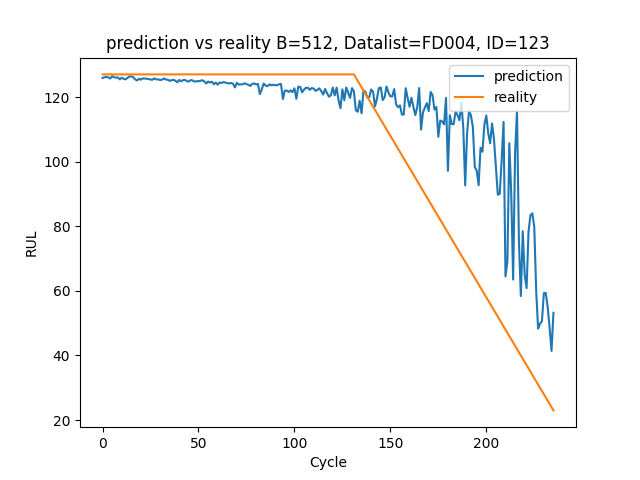 prediction vs reality B=512, Datalist=FD004, ID=123
prediction
reality
120
100
80
60
40
20
RUL
0
50
100
150
200
Cycle